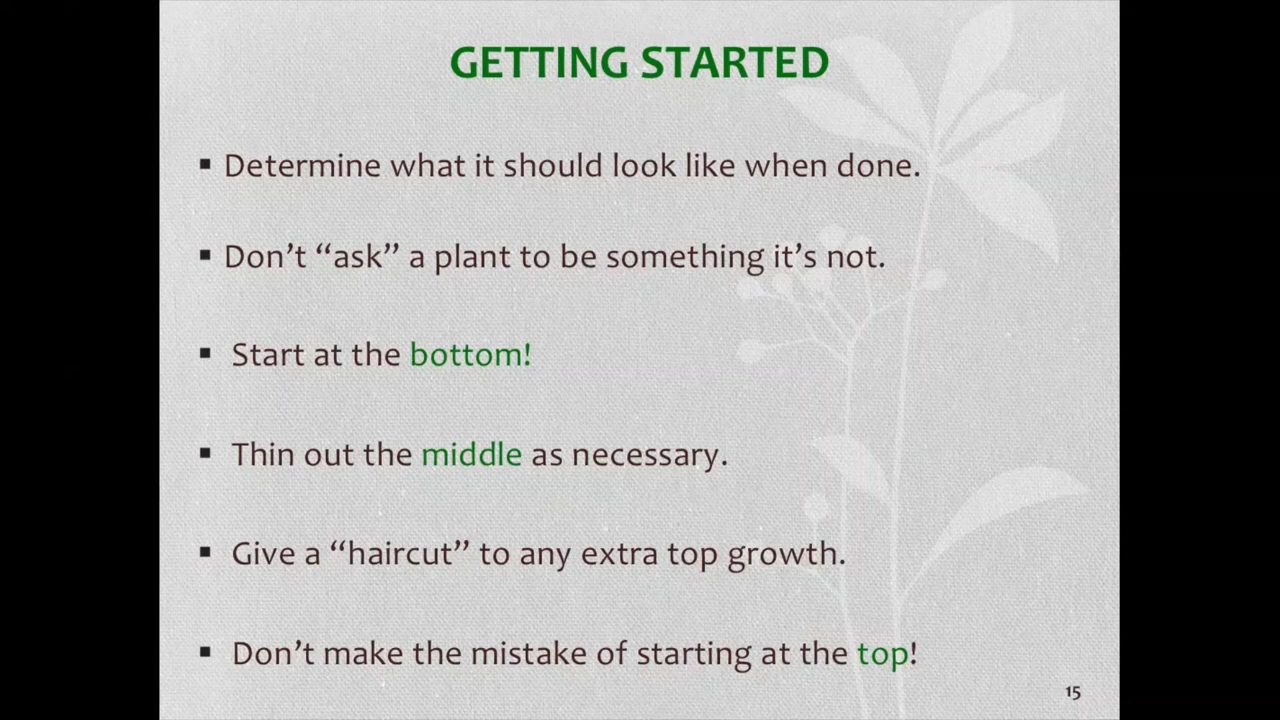 GETTING STARTED
▪ Determine what it should look like when done.
▪ Don’t “ask” a plant to be something it’s not.
▪ Start at the bottom!
▪ Thin out the middle as necessary.
▪ Give a “haircut” to any extra top growth.
▪ Don’t make the mistake of starting at the top!
15